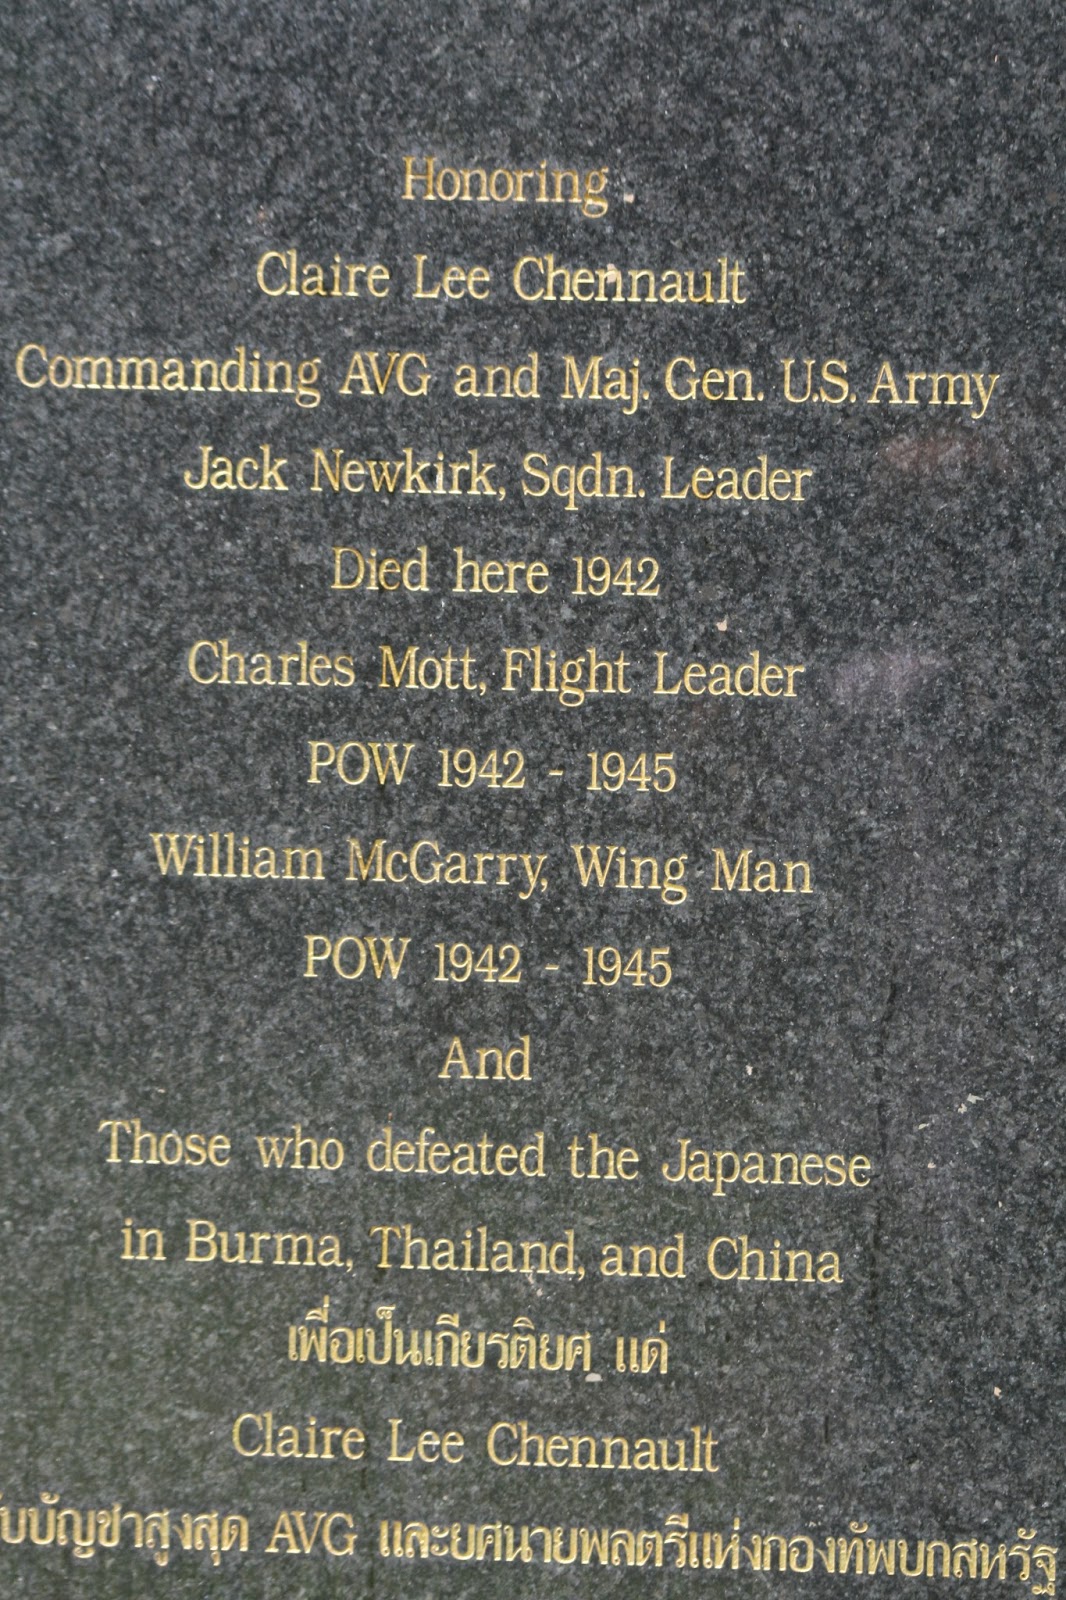 Honoring
Claire Lee Chennault
Commanding AVG and Maj. Gen. U.S. Army
Jack Newkirk, Sqdn. Leader
Died here 1942
Charles Mott, Flight Leader
POW 1942 - 1945
William McGarry, Wing Man
POW 1942 - 1945
And
Those who defeated the Japanese
in Burma, Thailand, and China
เพื่อเป็นเกียรติยศ แด่
Claire Lee Chennault
บบัญชาสูงสุด AVG และยศนายพลตรีแห่งกองทัพบกสหรัฐ